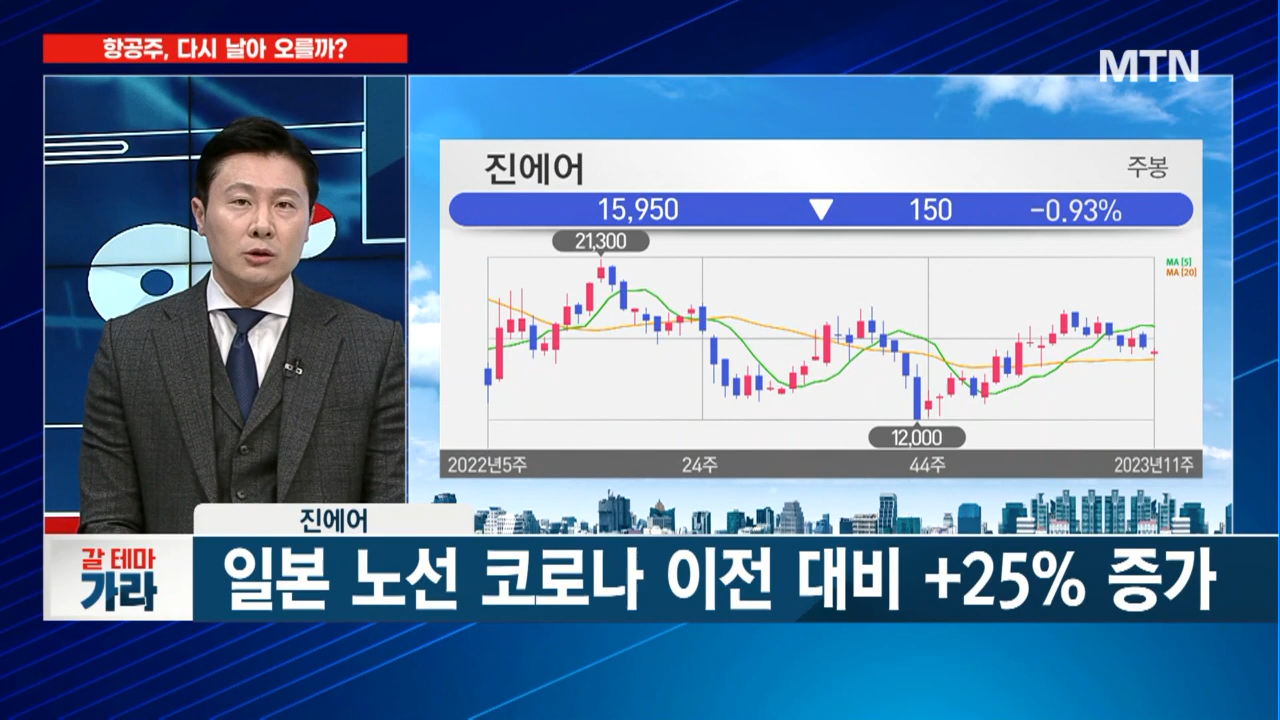 항공주, 다시 날아 오를까?
MTN
진에어
주봉
15,950 ▼ 150 -0.93%
21,300
MA [5]
MA [20]
12,000
2022년5주 24주 44주 2023년11주
진에어
갈 테마
가라
일본 노선 코로나 이전 대비 +25% 증가